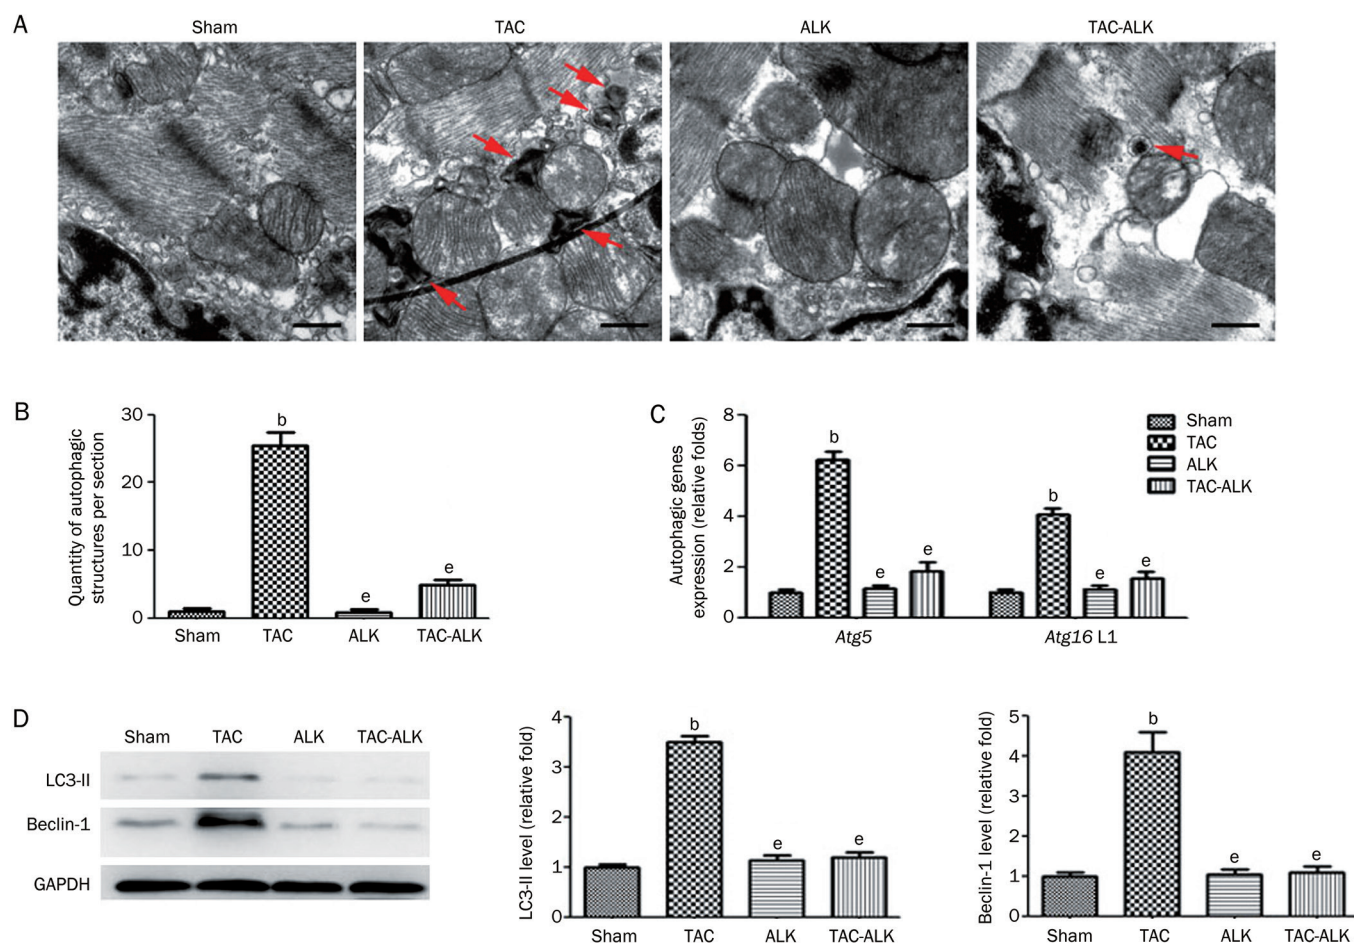 A
Sham TAC ALK TAC-ALK
B
Quantity of autophagic
structures per section
30
20
10
0
b
e
e
Sham TAC ALK TAC-ALK
C
Autophagic genes
expression (relative folds)
8
6
4
2
0
b
e
e
b
e
e
Atg5 Atg16 L1
Sham
TAC
ALK
TAC-ALK
D
Sham TAC ALK TAC-ALK
LC3-II
Beclin-1
GAPDH
LC3-II level (relative fold)
4
3
2
1
0
b
e
e
Sham TAC ALK TAC-ALK
Beclin-1 level (relative fold)
5
4
3
2
1
0
b
e
e
Sham TAC ALK TAC-ALK